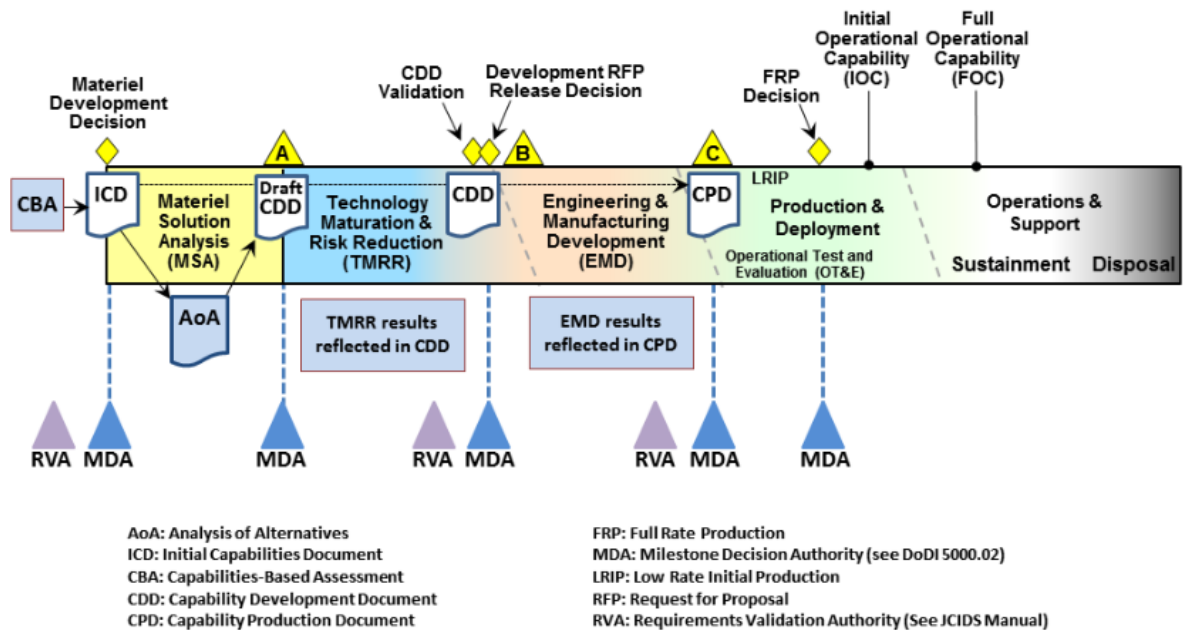 Initial
Operational
Capability
(IOC)
Full
Operational
Capability
(FOC)
Materiel
Development
Decision
CDD
Validation
Development RFP
Release Decision
FRP
Decision
A
B
C
CBA
ICD
Materiel
Solution
Analysis
(MSA)
Draft
CDD
Technology
Maturation &
Risk Reduction
(TMRR)
CDD
Engineering &
Manufacturing
Development
(EMD)
CPD
LRIP
Production &
Deployment
Operational Test and
Evaluation (OT&E)
Operations &
Support
Sustainment
Disposal
AoA
TMRR results
reflected in CDD
EMD results
reflected in CPD
RVA
MDA
MDA
RVA
MDA
RVA
MDA
MDA
AoA: Analysis of Alternatives
ICD: Initial Capabilities Document
CBA: Capabilities-Based Assessment
CDD: Capability Development Document
CPD: Capability Production Document
FRP: Full Rate Production
MDA: Milestone Decision Authority (see DoDI 5000.02)
LRIP: Low Rate Initial Production
RFP: Request for Proposal
RVA: Requirements Validation Authority (See JCIDS Manual)